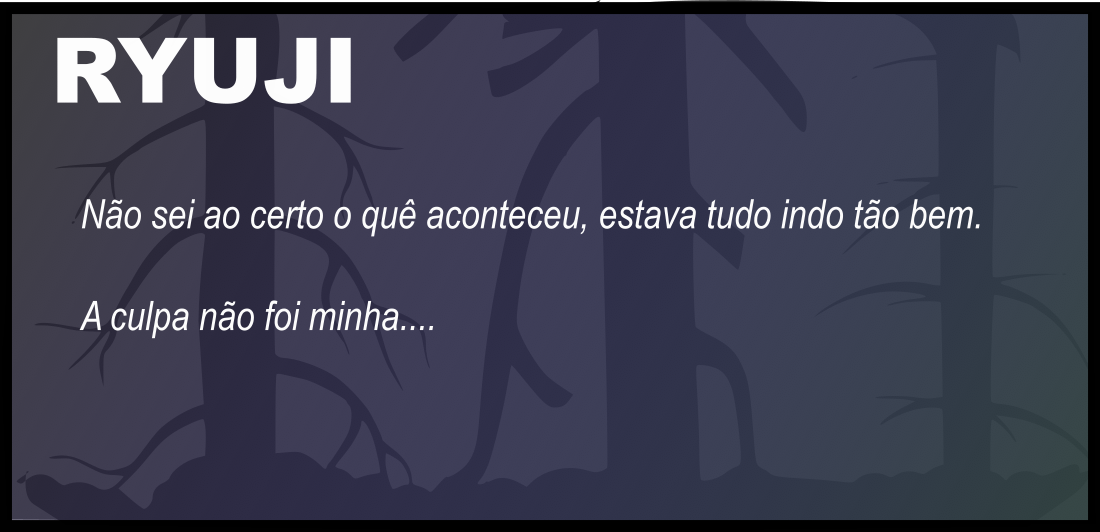 RYUJI
Não sei ao certo o quê aconteceu, estava tudo indo tão bem.
A culpa não foi minha....